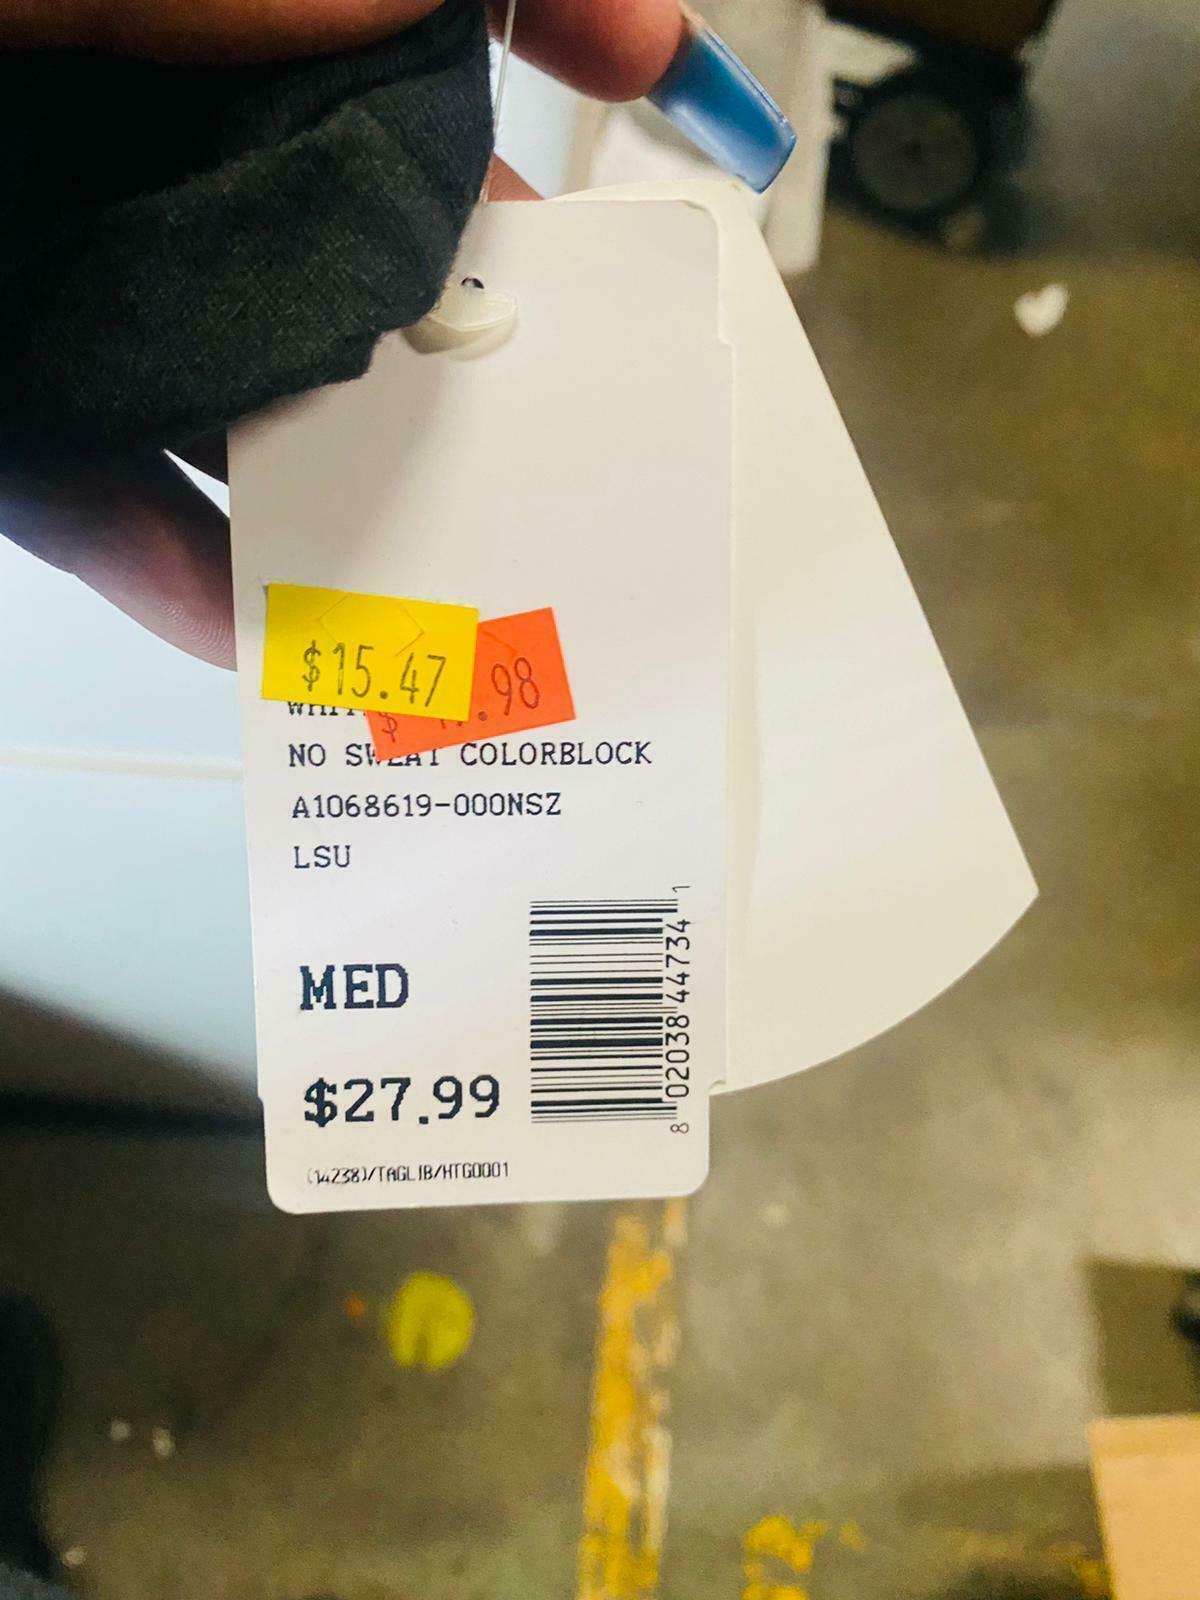 $15.47
$ .98
NO SWEAT COLORBLOCK
A1068619-000NSZ
LSU
MED
$27.99
8 02038 44734 1
(14238)/TAGLIB/HTG0001